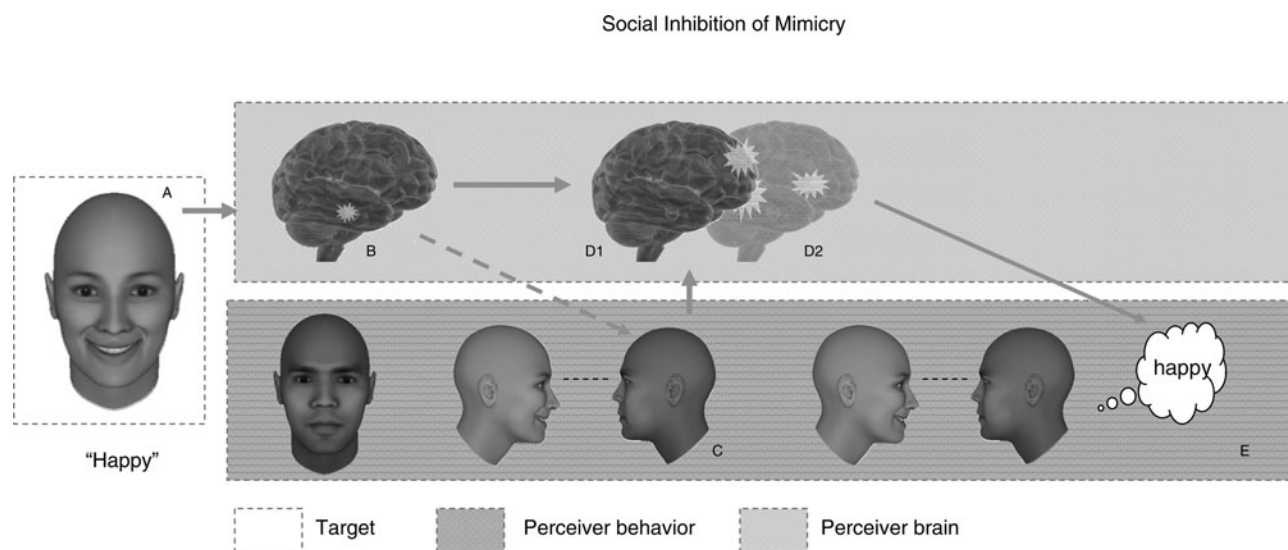 Social Inhibition of Mimicry
A
B
D1
D2
happy
C
E
“Happy”
Target
Perceiver behavior
Perceiver brain